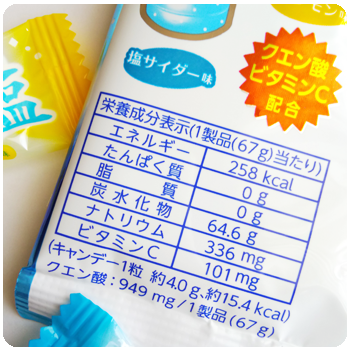 塩サイダー味
クエン酸
ビタミンC
配合
塩
栄養成分表示(1製品(67g)当たり)
エネルギー 258 kcal
たんぱく質 0 g
脂質 0 g
炭水化物 64.6 g
ナトリウム 336 mg
ビタミンC 101 mg
(キャンデー1粒 約4.0g、約15.4kcal)
クエン酸:949mg/1製品(67g)